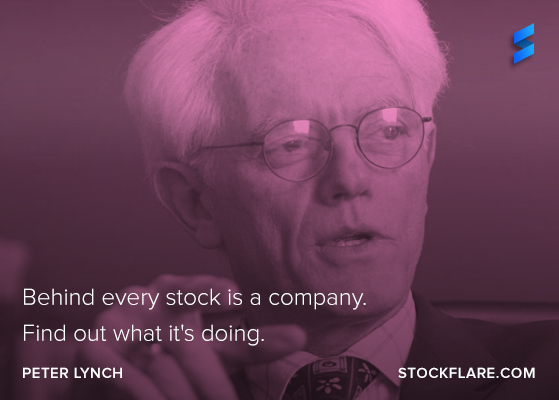 Behind every stock is a company.
Find out what it's doing.
PETER LYNCH
STOCKFLARE.COM